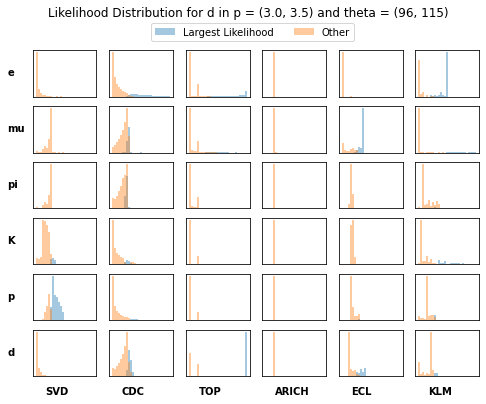 Likelihood Distribution for d in p = (3.0, 3.5) and theta = (96, 115)
Largest Likelihood Other
e
mu
pi
K
p
d
SVD CDC TOP ARICH ECL KLM